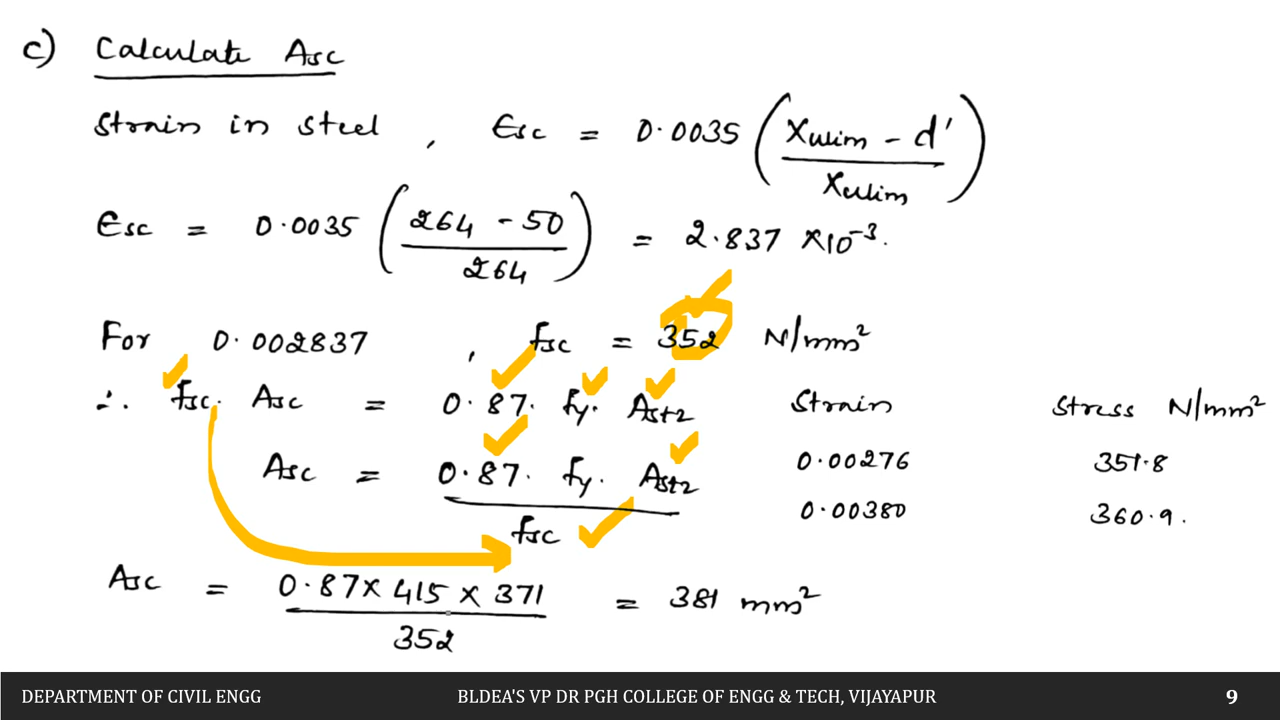 c) Calculate Asc
Strain in steel, Esc = 0.0035 ( (xulim - d') / xulim )
Esc = 0.0035 ( (264 - 50) / 264 ) = 2.837 ×10⁻³.
For 0.002837, fsc = 352 N/mm²
∴ fsc. Asc = 0.87. fy. Ast2
Asc = 0.87. fy. Ast2 / fsc
Strain Stress N/mm²
0.00276 351.8
0.00380 360.9.
Asc = 0.87 × 415 × 371 / 352 = 381 mm²
DEPARTMENT OF CIVIL ENGG BLDEA'S VP DR PGH COLLEGE OF ENGG & TECH, VIJAYAPUR 9